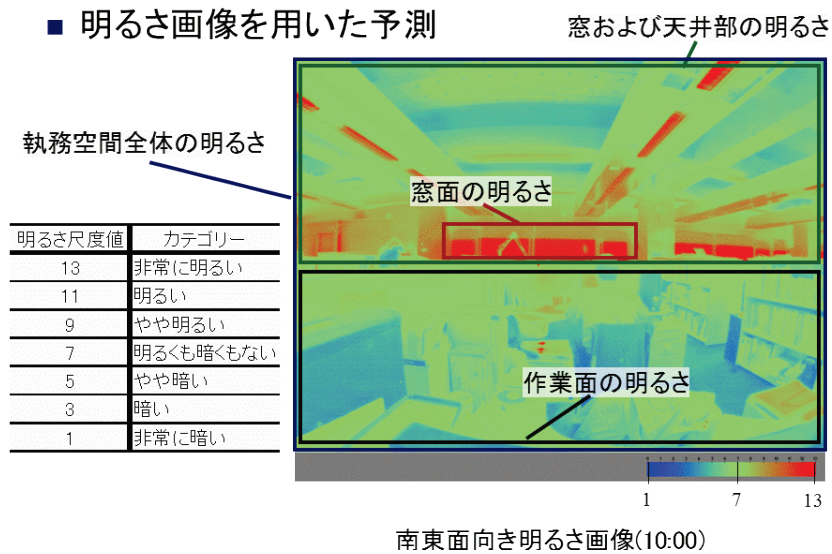 ■ 明るさ画像を用いた予測
窓および天井部の明るさ
執務空間全体の明るさ
窓面の明るさ
明るさ尺度値 カテゴリー
13 非常に明るい
11 明るい
9 やや明るい
7 明るくも暗くもない
5 やや暗い
3 暗い
1 非常に暗い
作業面の明るさ
1 7 13
南東面向き明るさ画像(10:00)